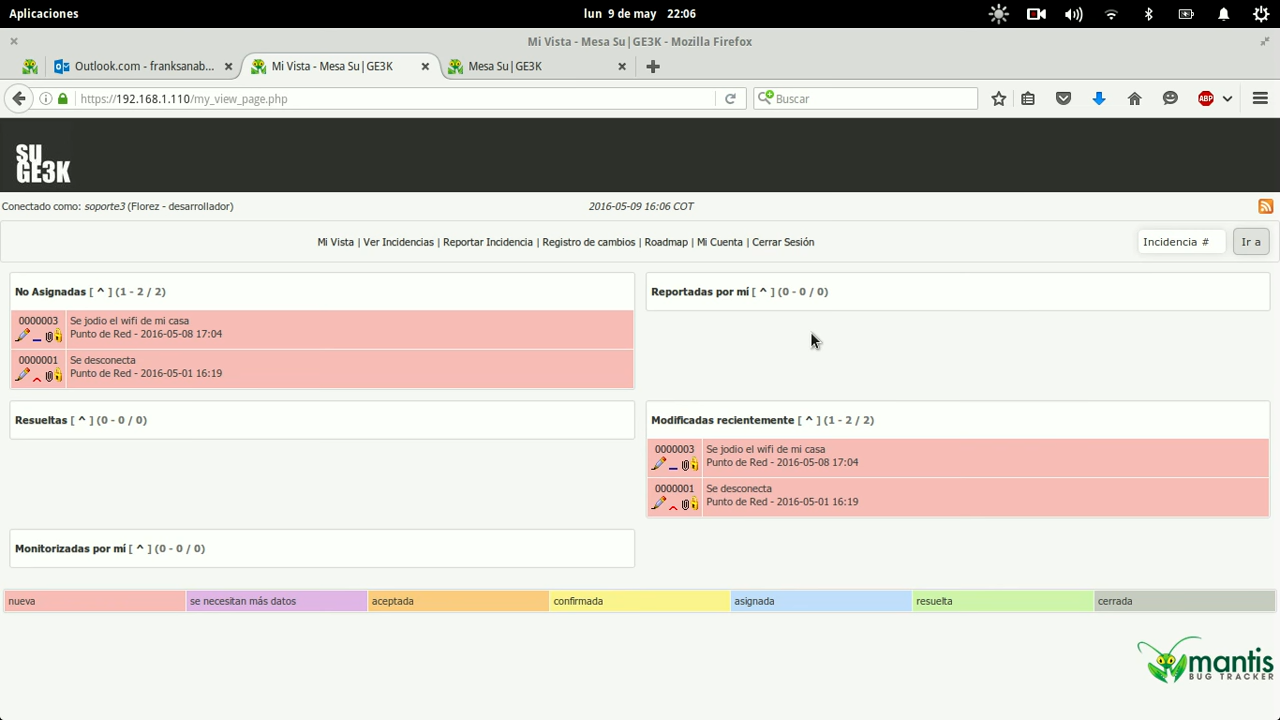 Aplicaciones
lun 9 de may 22:06
Mi Vista - Mesa Su|GE3K - Mozilla Firefox
Outlook.com - franksanab...
Mi Vista - Mesa Su|GE3K
Mesa Su|GE3K
https://192.168.1.110/my_view_page.php
Buscar
ABP
SU
GE3K
Conectado como: soporte3 (Florez - desarrollador)
2016-05-09 16:06 COT
Mi Vista | Ver Incidencias | Reportar Incidencia | Registro de cambios | Roadmap | Mi Cuenta | Cerrar Sesión
Incidencia #
Ir a
No Asignadas [ ^ ] (1 - 2 / 2)
0000003
Se jodio el wifi de mi casa
Punto de Red - 2016-05-08 17:04
0000001
Se desconecta
Punto de Red - 2016-05-01 16:19
Reportadas por mí [ ^ ] (0 - 0 / 0)
Resueltas [ ^ ] (0 - 0 / 0)
Modificadas recientemente [ ^ ] (1 - 2 / 2)
0000003
Se jodio el wifi de mi casa
Punto de Red - 2016-05-08 17:04
0000001
Se desconecta
Punto de Red - 2016-05-01 16:19
Monitorizadas por mí [ ^ ] (0 - 0 / 0)
nueva
se necesitan más datos
aceptada
confirmada
asignada
resuelta
cerrada
mantis
BUG TRACKER